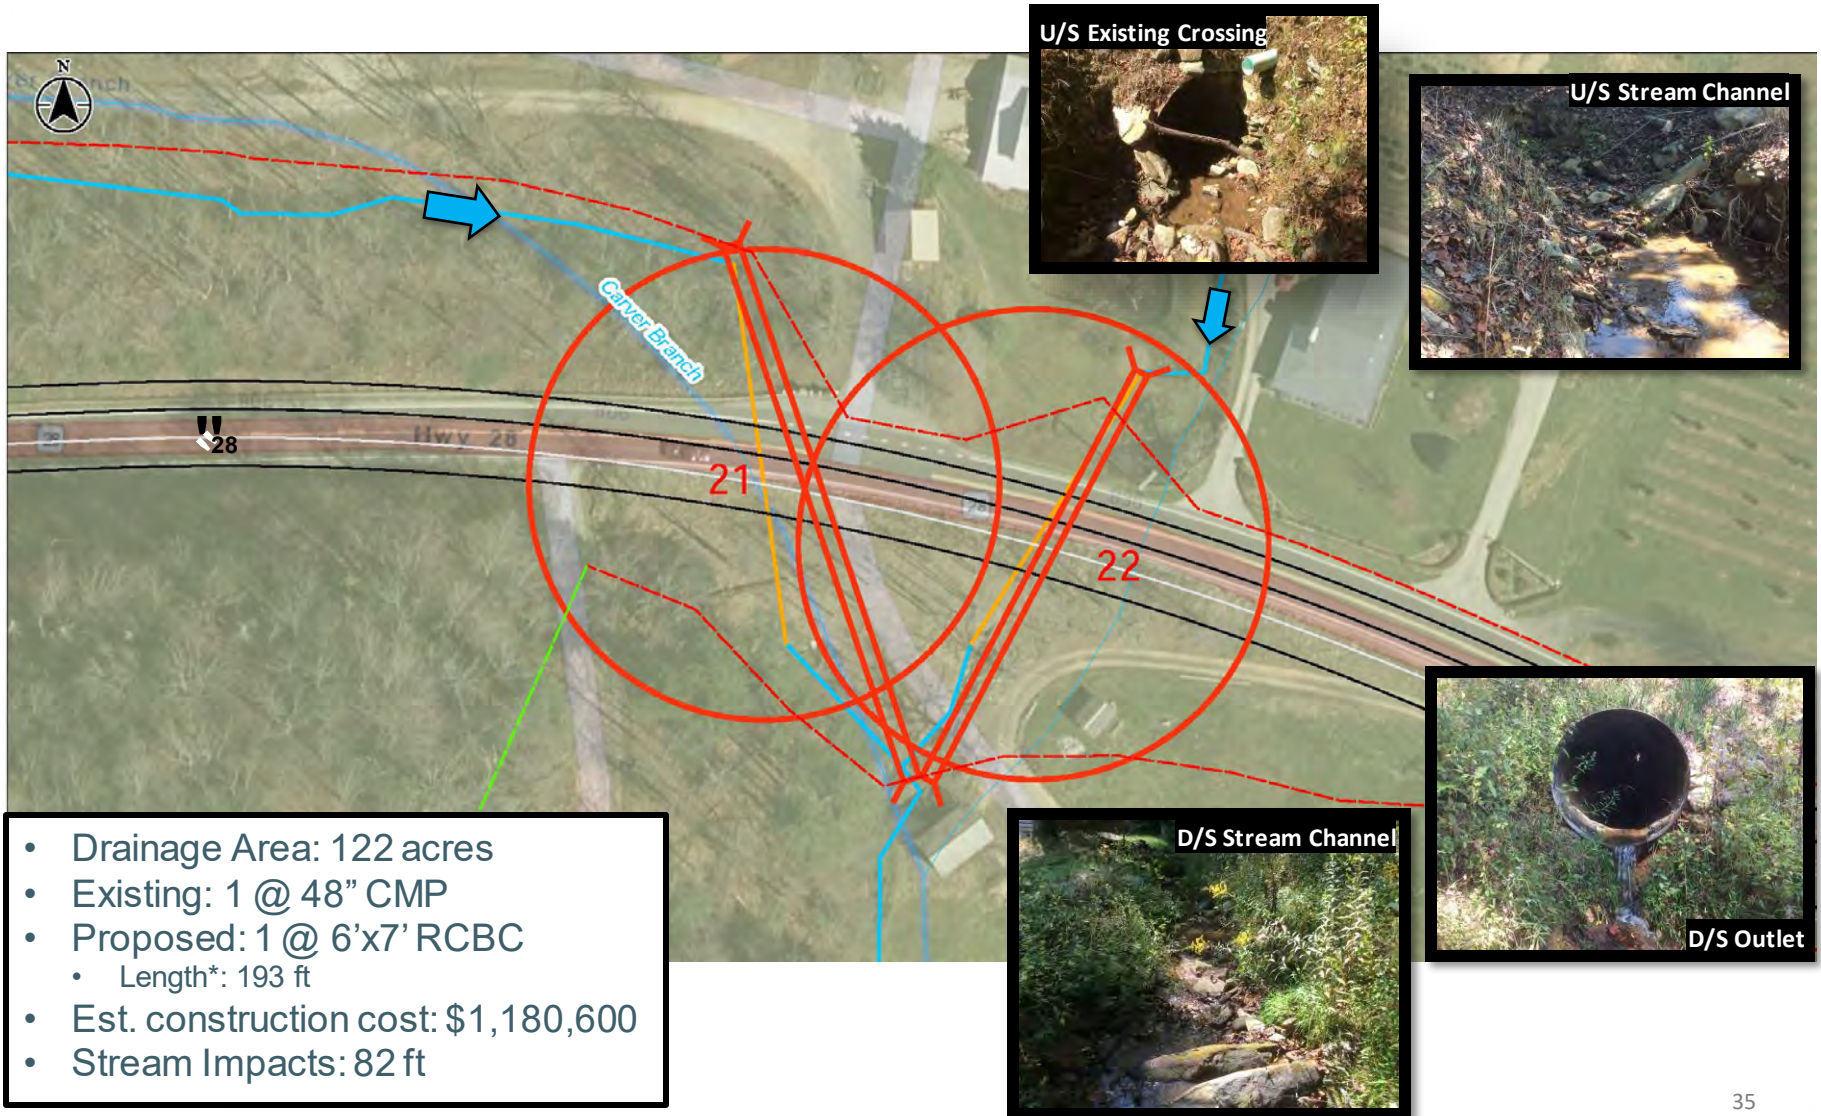 U/S Existing Crossing
U/S Stream Channel
N
Carver Branch
28
Hwy 28
28
21
28
22
D/S Outlet
D/S Stream Channel
• Drainage Area: 122 acres
• Existing: 1 @ 48” CMP
• Proposed: 1 @ 6’x7’ RCBC
• Length*: 193 ft
• Est. construction cost: $1,180,600
• Stream Impacts: 82 ft
35